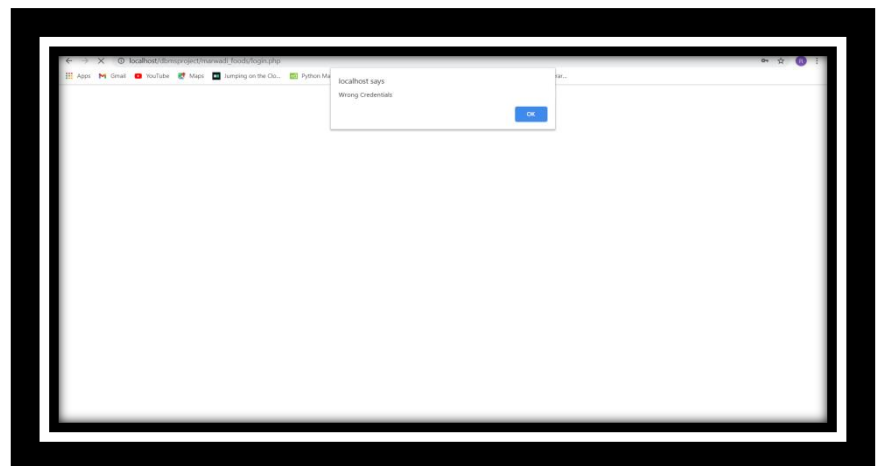 localhost/dbmsproject/marwadi_foods/login.php
Apps Gmail YouTube Maps Jumping on the Clo... Python Ma
localhost says
Wrong Credentials
OK